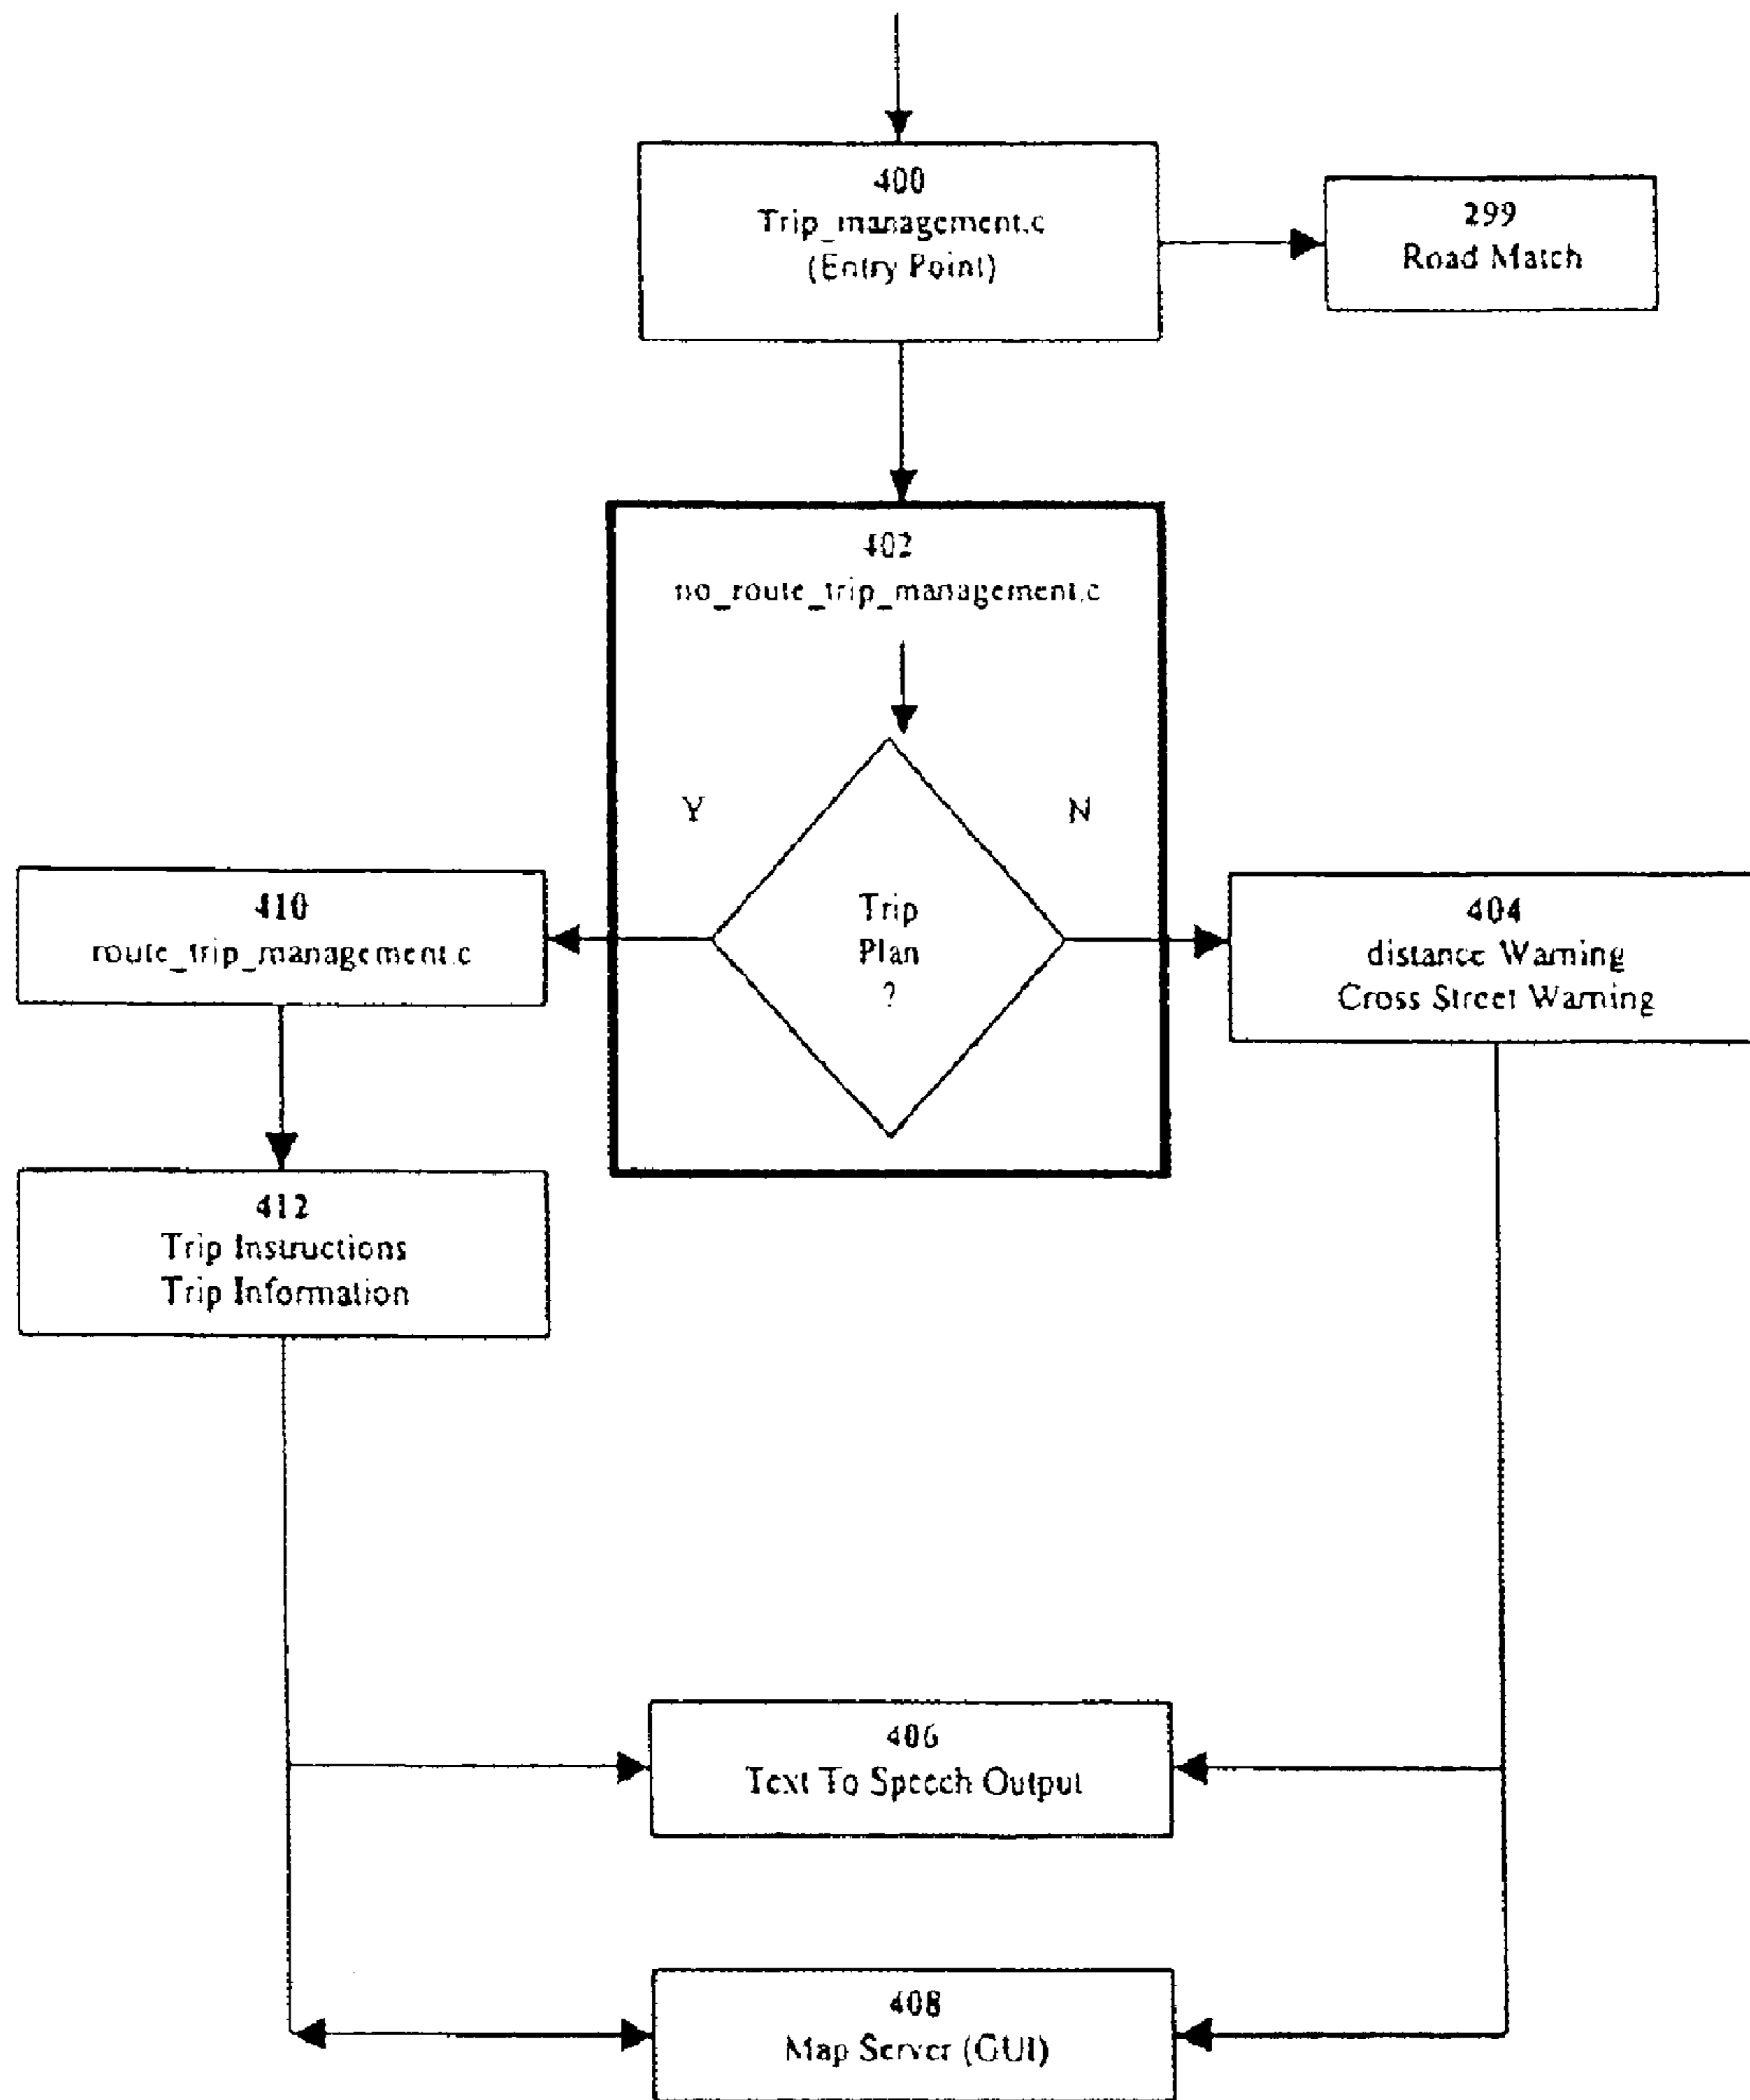 400
Trip_management.c
(Entry Point)
299
Road Match
402
no_route_trip_management.c
Y
N
Trip
Plan
?
410
route_trip_management.c
404
distance Warning
Cross Street Warning
412
Trip Instructions
Trip Information
406
Text To Speech Output
408
Map Server (GUI)